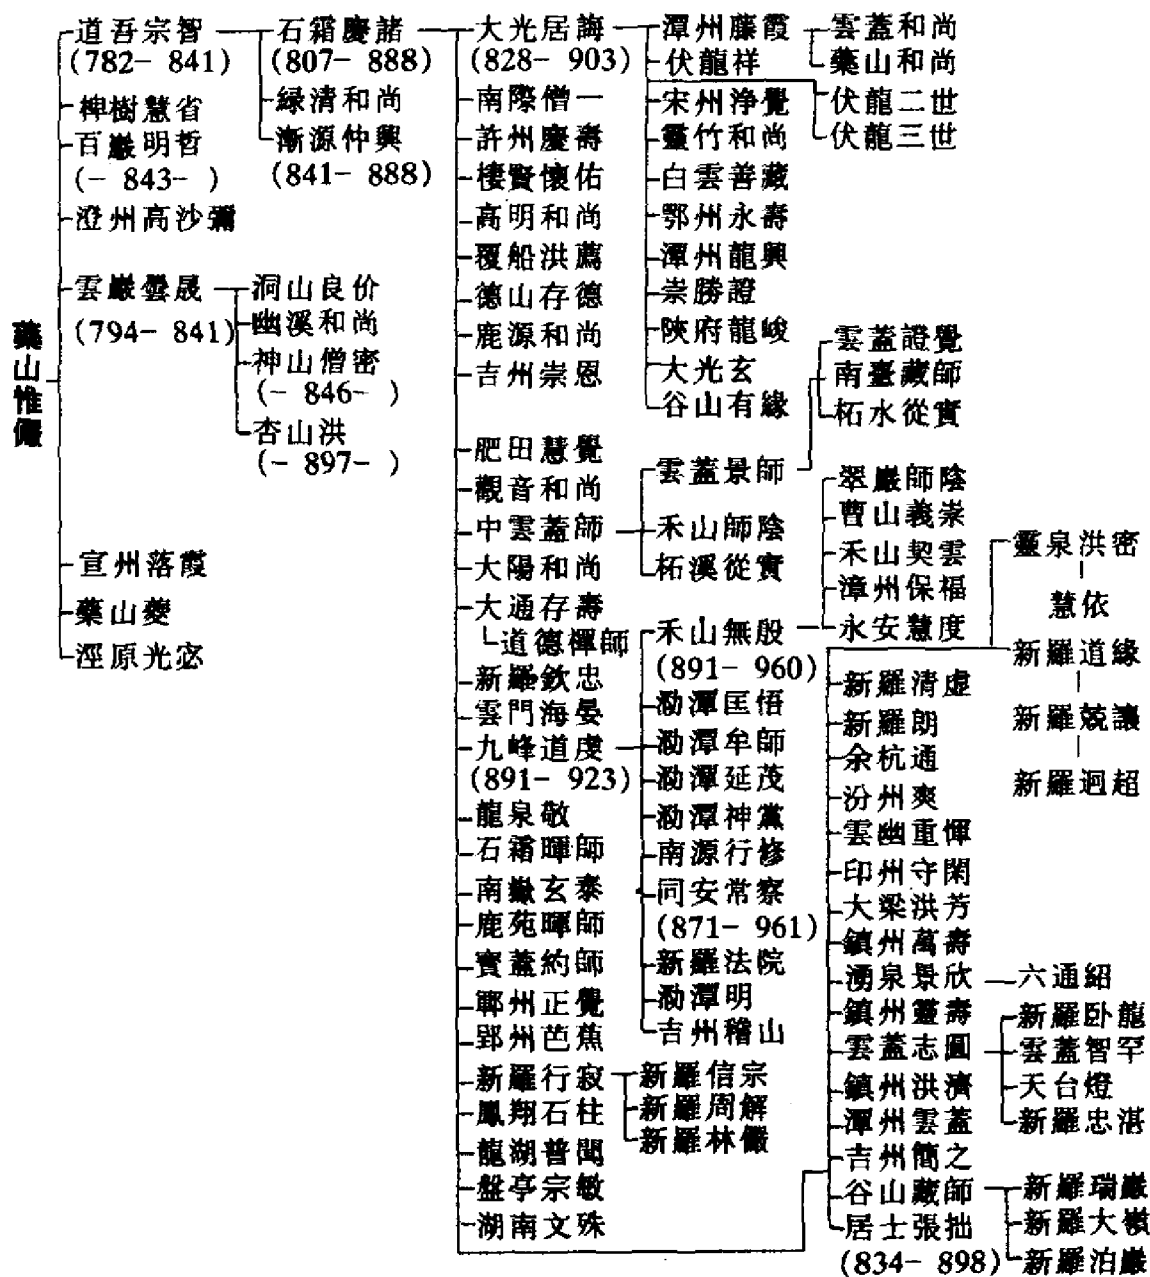 藥山惟儼
道吾宗智
(782- 841)
椑樹慧省
百巖明哲
(- 843- )
澄州高沙彌
雲巖曇晟
(794- 841)
宣州落霞
藥山夔
涇原光宓
石霜慶諸
(807- 888)
緑清和尚
漸源仲興
(841- 888)
洞山良价
幽溪和尚
神山僧密
(- 846- )
杏山洪
(- 897- )
大光居誨
(828- 903)
南際僧一
許州慶壽
棲賢懷佑
高明和尚
覆船洪薦
德山存德
鹿源和尚
吉州崇恩
肥田慧覺
觀音和尚
中雲蓋師
大陽和尚
大通存壽
道德禪師
新羅欽忠
雲門海晏
九峰道虔
(891- 923)
龍泉敬
石霜暉師
南嶽玄泰
鹿苑暉師
寶蓋約師
鄆州正覺
郢州芭蕉
新羅行寂
鳳翔石柱
龍湖普聞
盤亭宗敏
湖南文殊
潭州藤霞
伏龍祥
宋州浄覺
靈竹和尚
白雲善藏
鄂州永壽
潭州龍興
崇勝證
陝府龍峻
大光玄
谷山有緣
雲蓋景師
禾山師陰
柘溪從實
禾山無殷
(891- 960)
泐潭匡悟
泐潭牟師
泐潭延茂
泐潭神黨
南源行修
同安常察
(871- 961)
新羅法院
泐潭明
吉州稽山
新羅信宗
新羅周解
新羅林儼
雲蓋和尚
藥山和尚
伏龍二世
伏龍三世
雲蓋證覺
南臺藏師
柘水從實
翠巖師陰
曹山義崇
禾山契雲
漳州保福
永安慧度
新羅清虛
新羅朗
余杭通
汾州爽
雲幽重惲
印州守閑
大梁洪芳
鎮州萬壽
湧泉景欣
鎮州靈壽
雲蓋志圓
鎮州洪濟
潭州雲蓋
吉州簡之
谷山藏師
居士張拙
(834- 898)
靈泉洪密
慧依
新羅道緣
新羅兢讓
新羅迥超
六通紹
新羅卧龍
雲蓋智罕
天台燈
新羅忠湛
新羅瑞巖
新羅大嶺
新羅泊巖